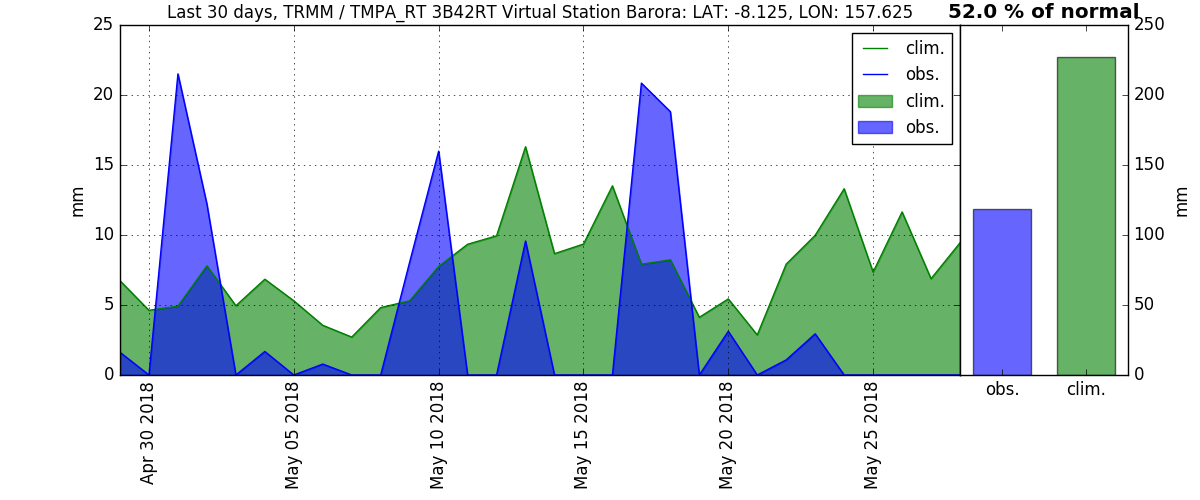 Last 30 days, TRMM / TMPA_RT 3B42RT Virtual Station Barora: LAT: -8.125, LON: 157.625
52.0 % of normal
25
20
15
10
5
0
mm
clim.
obs.
clim.
obs.
Apr 30 2018
May 05 2018
May 10 2018
May 15 2018
May 20 2018
May 25 2018
250
200
150
100
50
0
mm
obs.
clim.